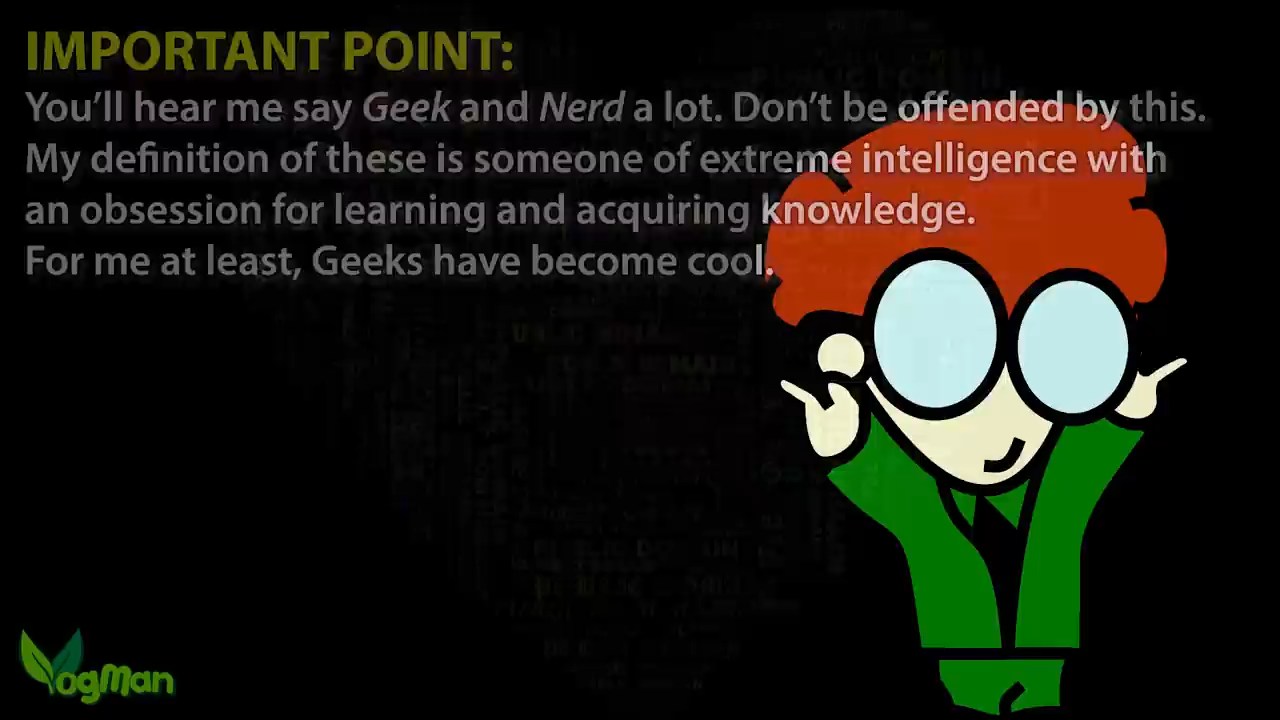 IMPORTANT POINT:
You’ll hear me say Geek and Nerd a lot. Don’t be offended by this.
My definition of these is someone of extreme intelligence with
an obsession for learning and acquiring knowledge.
For me at least, Geeks have become cool.
YogMan